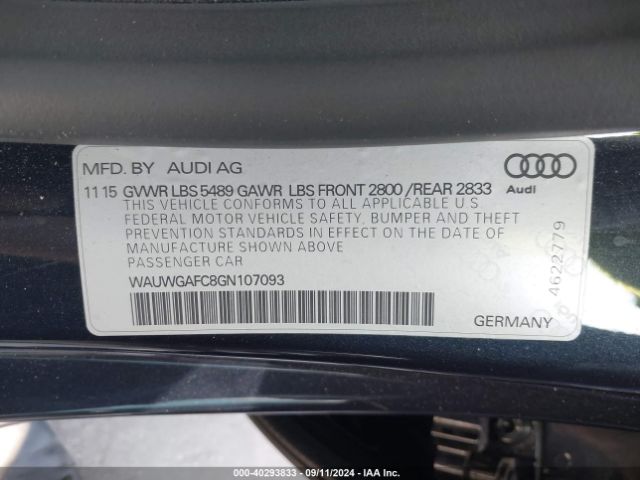 MFD. BY AUDI AG
11 15 GVWR LBS 5489 GAWR LBS FRONT 2800 /REAR 2833
Audi
THIS VEHICLE CONFORMS TO ALL APPLICABLE U S
FEDERAL MOTOR VEHICLE SAFETY, BUMPER AND THEFT
PREVENTION STANDARDS IN EFFECT ON THE DATE OF
MANUFACTURE SHOWN ABOVE
PASSENGER CAR
WAUWGAFC8GN107093
GERMANY
4622779
000-40293833 - 09/11/2024 - IAA Inc.